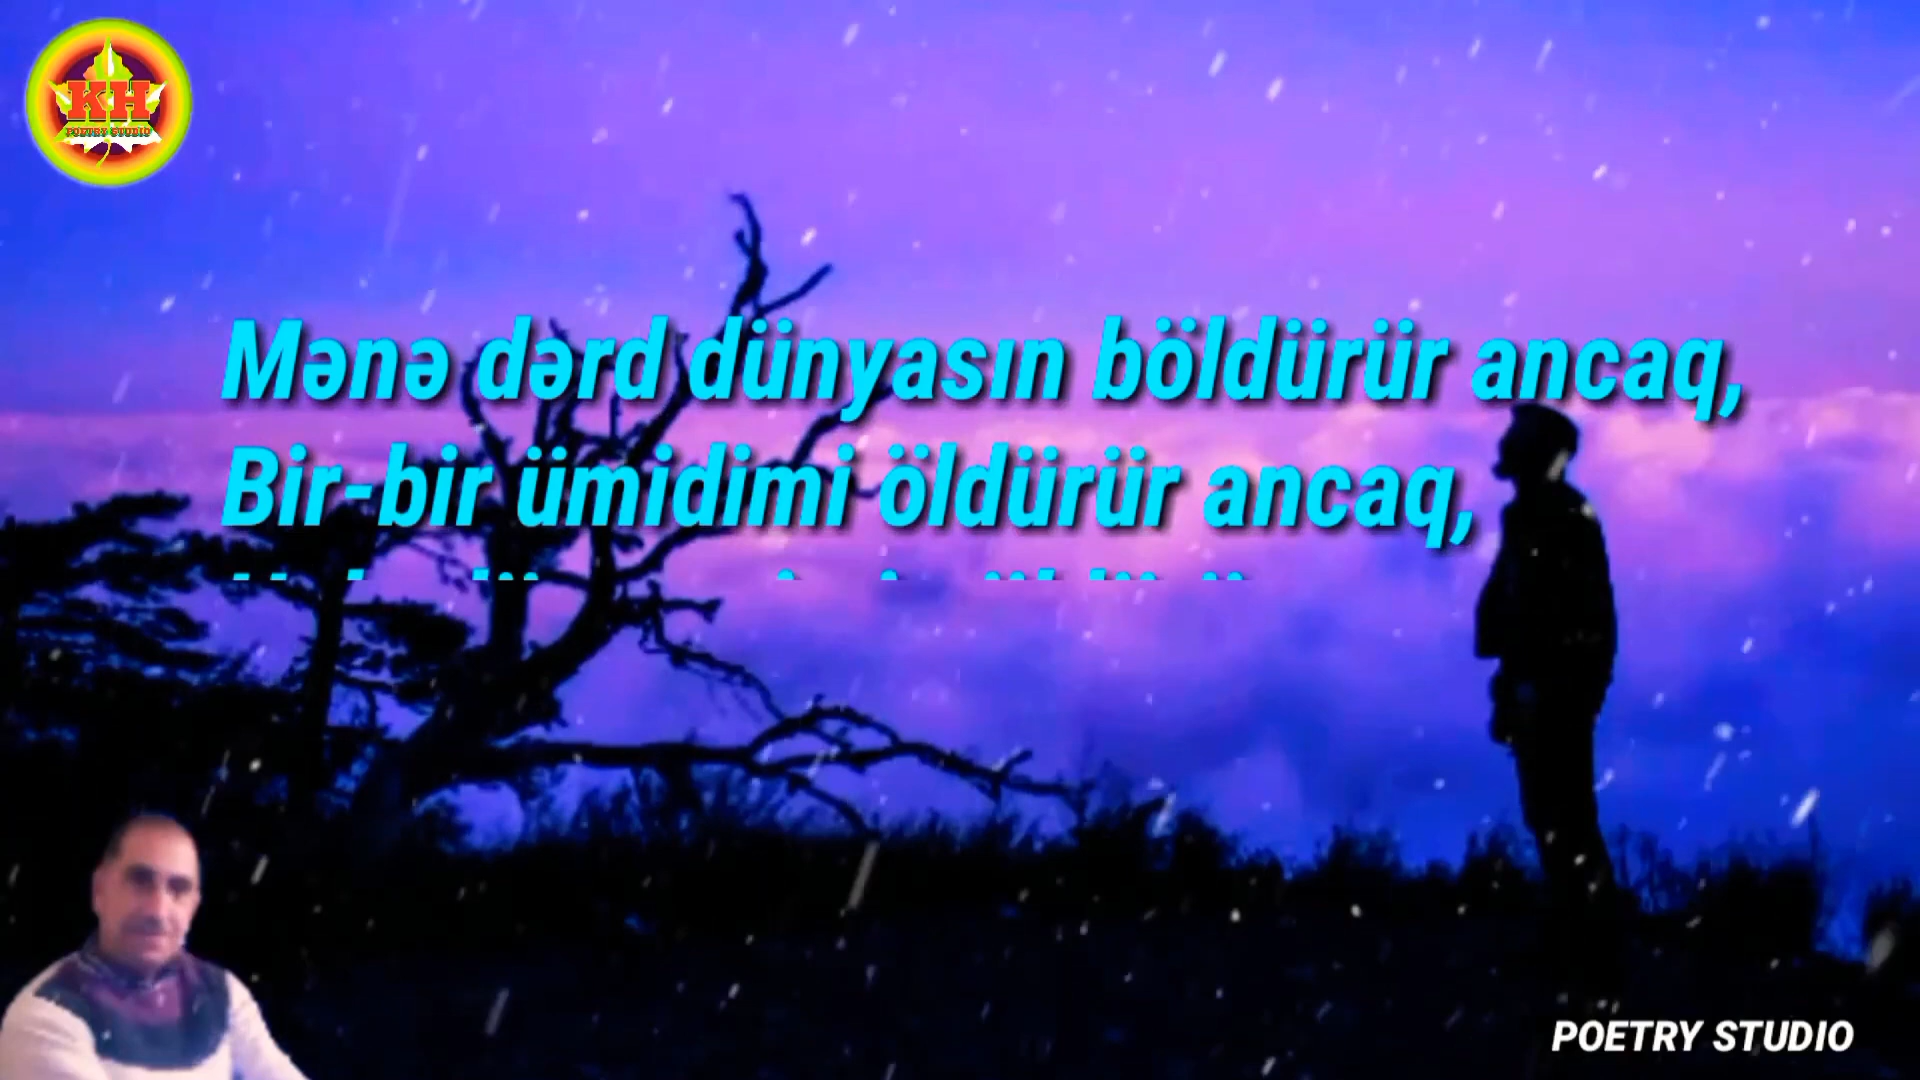 KH
POETRY STUDIO
Mənə dərd dünyasın böldürür ancaq,
Bir-bir ümidimi öldürür ancaq,
POETRY STUDIO